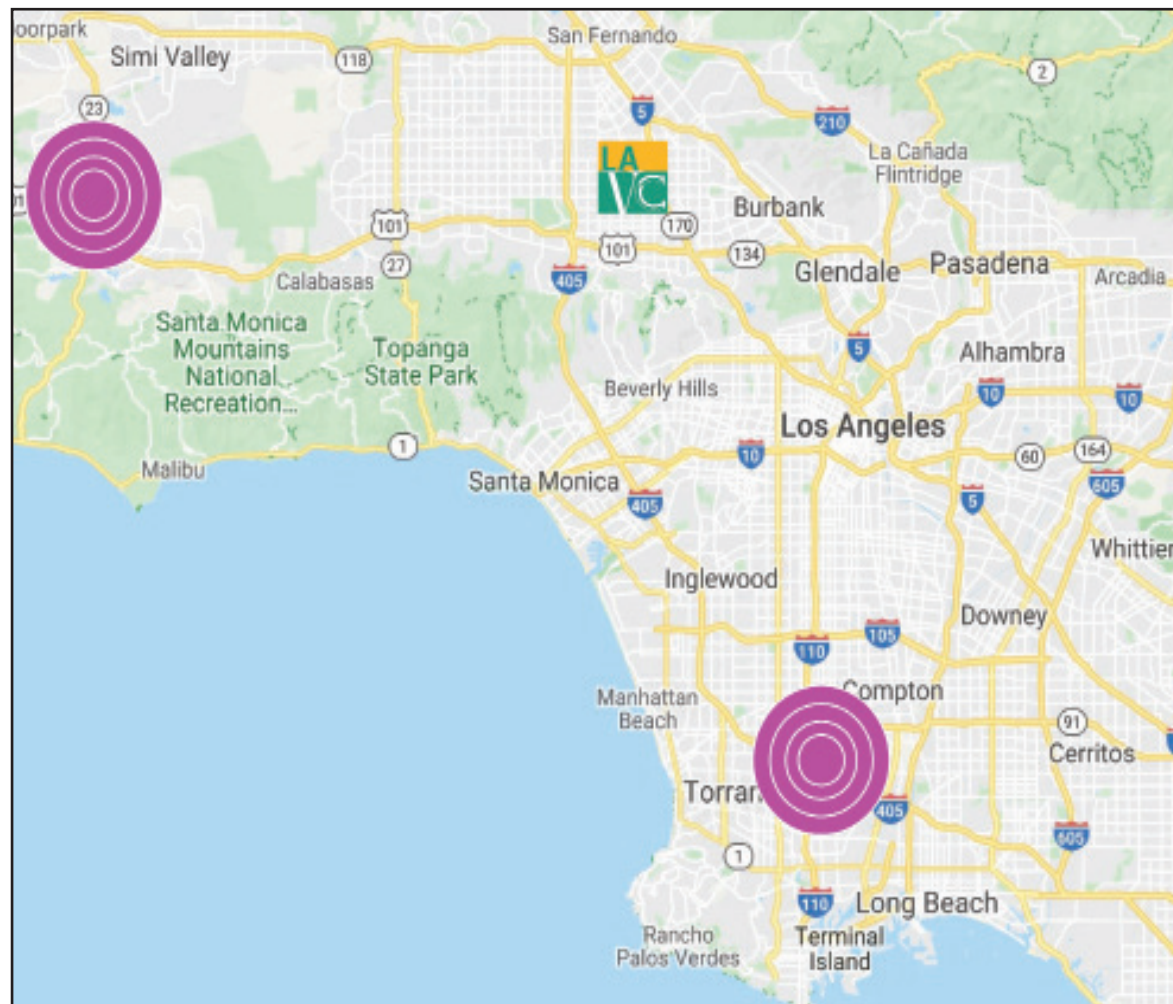 oorpark
San Fernando
Simi Valley
118
2
23
5
210
La Cañada
Flintridge
LA
VC
01
Burbank
170
101
101
134
27
405
Glendale
Pasadena
Arcadia
Calabasas
Santa Monica
Mountains
National
Recreation...
Topanga
State Park
5
Alhambra
Beverly Hills
10
10
Los Angeles
1
10
60
164
Malibu
Santa Monica
605
405
5
Whittier
Inglewood
Downey
110
105
Compton
Manhattan
Beach
91
Cerritos
Torran
405
605
1
110
Long Beach
Rancho
Palos Verdes
Terminal
Island